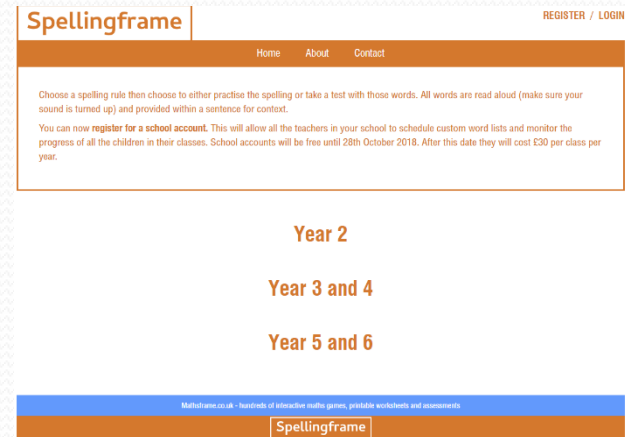 Spellingframe
REGISTER / LOGIN
Home About Contact
Choose a spelling rule then choose to either practise the spelling or take a test with those words. All words are read aloud (make sure your
sound is turned up) and provided within a sentence for context.
You can now register for a school account. This will allow all the teachers in your school to schedule custom word lists and monitor the
progress of all the children in their classes. School accounts will be free until 28th October 2018. After this date they will cost £30 per class per
year.
Year 2
Year 3 and 4
Year 5 and 6
Mathsframe.co.uk - hundreds of interactive maths games, printable worksheets and assessments
Spellingframe